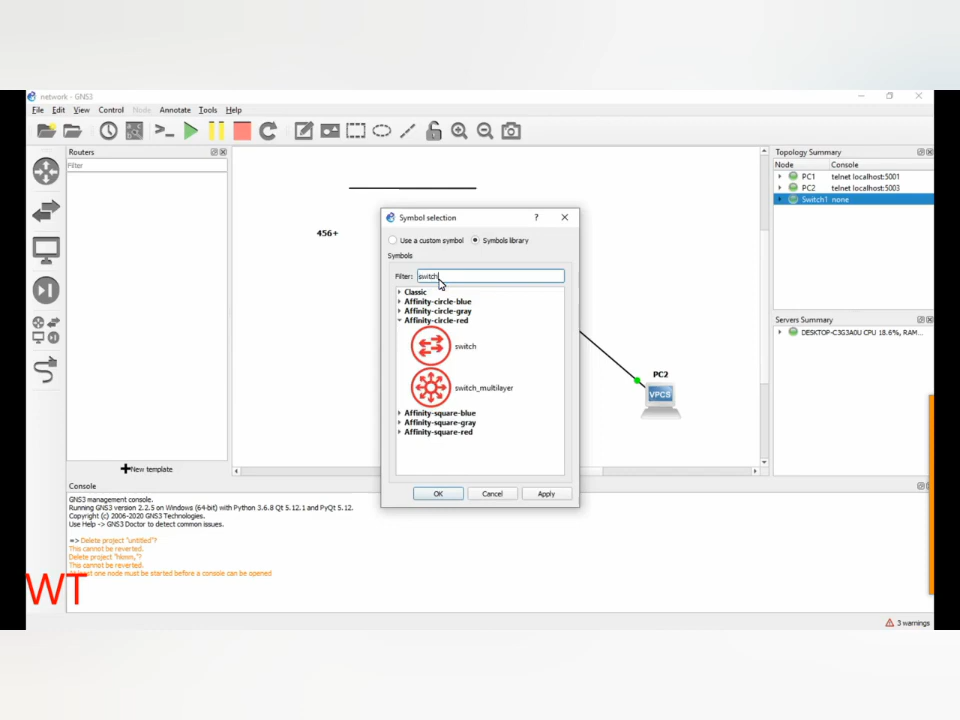 network - GNS3
File Edit View Control Node Annotate Tools Help
Routers
Filter
New template
456+
Symbol selection
?
Use a custom symbol Symbols library
Symbols
Filter: switch
Classic
Affinity-circle-blue
Affinity-circle-gray
Affinity-circle-red
switch
switch_multilayer
Affinity-square-blue
Affinity-square-gray
Affinity-square-red
OK Cancel Apply
PC2
VPCS
Topology Summary
Node Console
PC1 telnet localhost:5001
PC2 telnet localhost:5003
Switch1 none
Servers Summary
DESKTOP-C3G3A0U CPU 18.6%, RAM...
Console
GNS3 management console.
Running GNS3 version 2.2.5 on Windows (64-bit) with Python 3.6.8 Qt 5.12.1 and PyQt 5.12.
Copyright (c) 2006-2020 GNS3 Technologies.
Use Help -> GNS3 Doctor to detect common issues.
=> Delete project "untitled"?
This cannot be reverted.
This cannot be reverted.
one node must be started before a console can be opened
WT
3 warnings